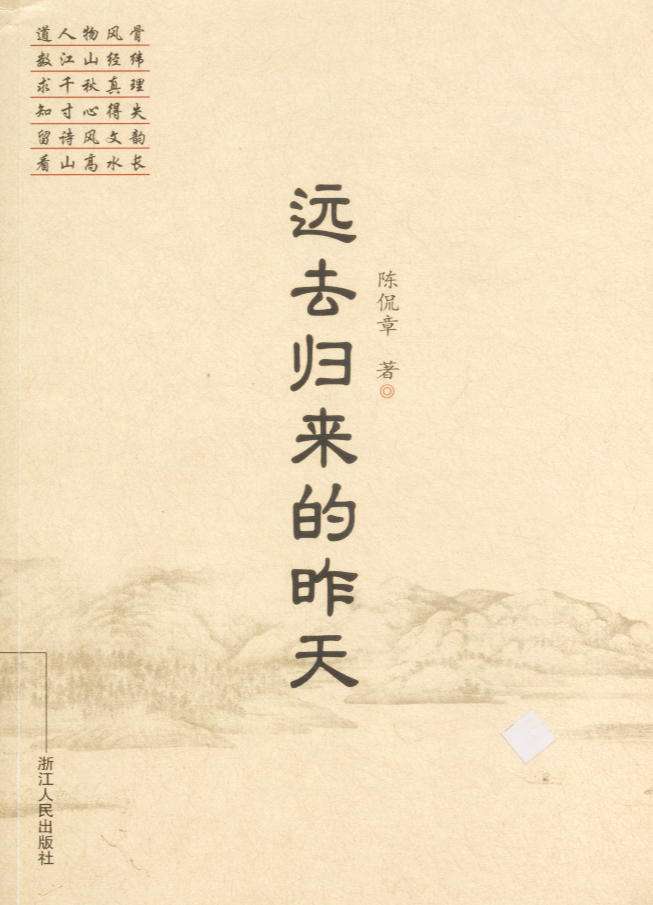 道人物风骨
数江山经纬
求千秋真理
知寸心得失
留诗风文韵
看山高水长
远去归来的昨天
陈侃章 著
浙江人民出版社